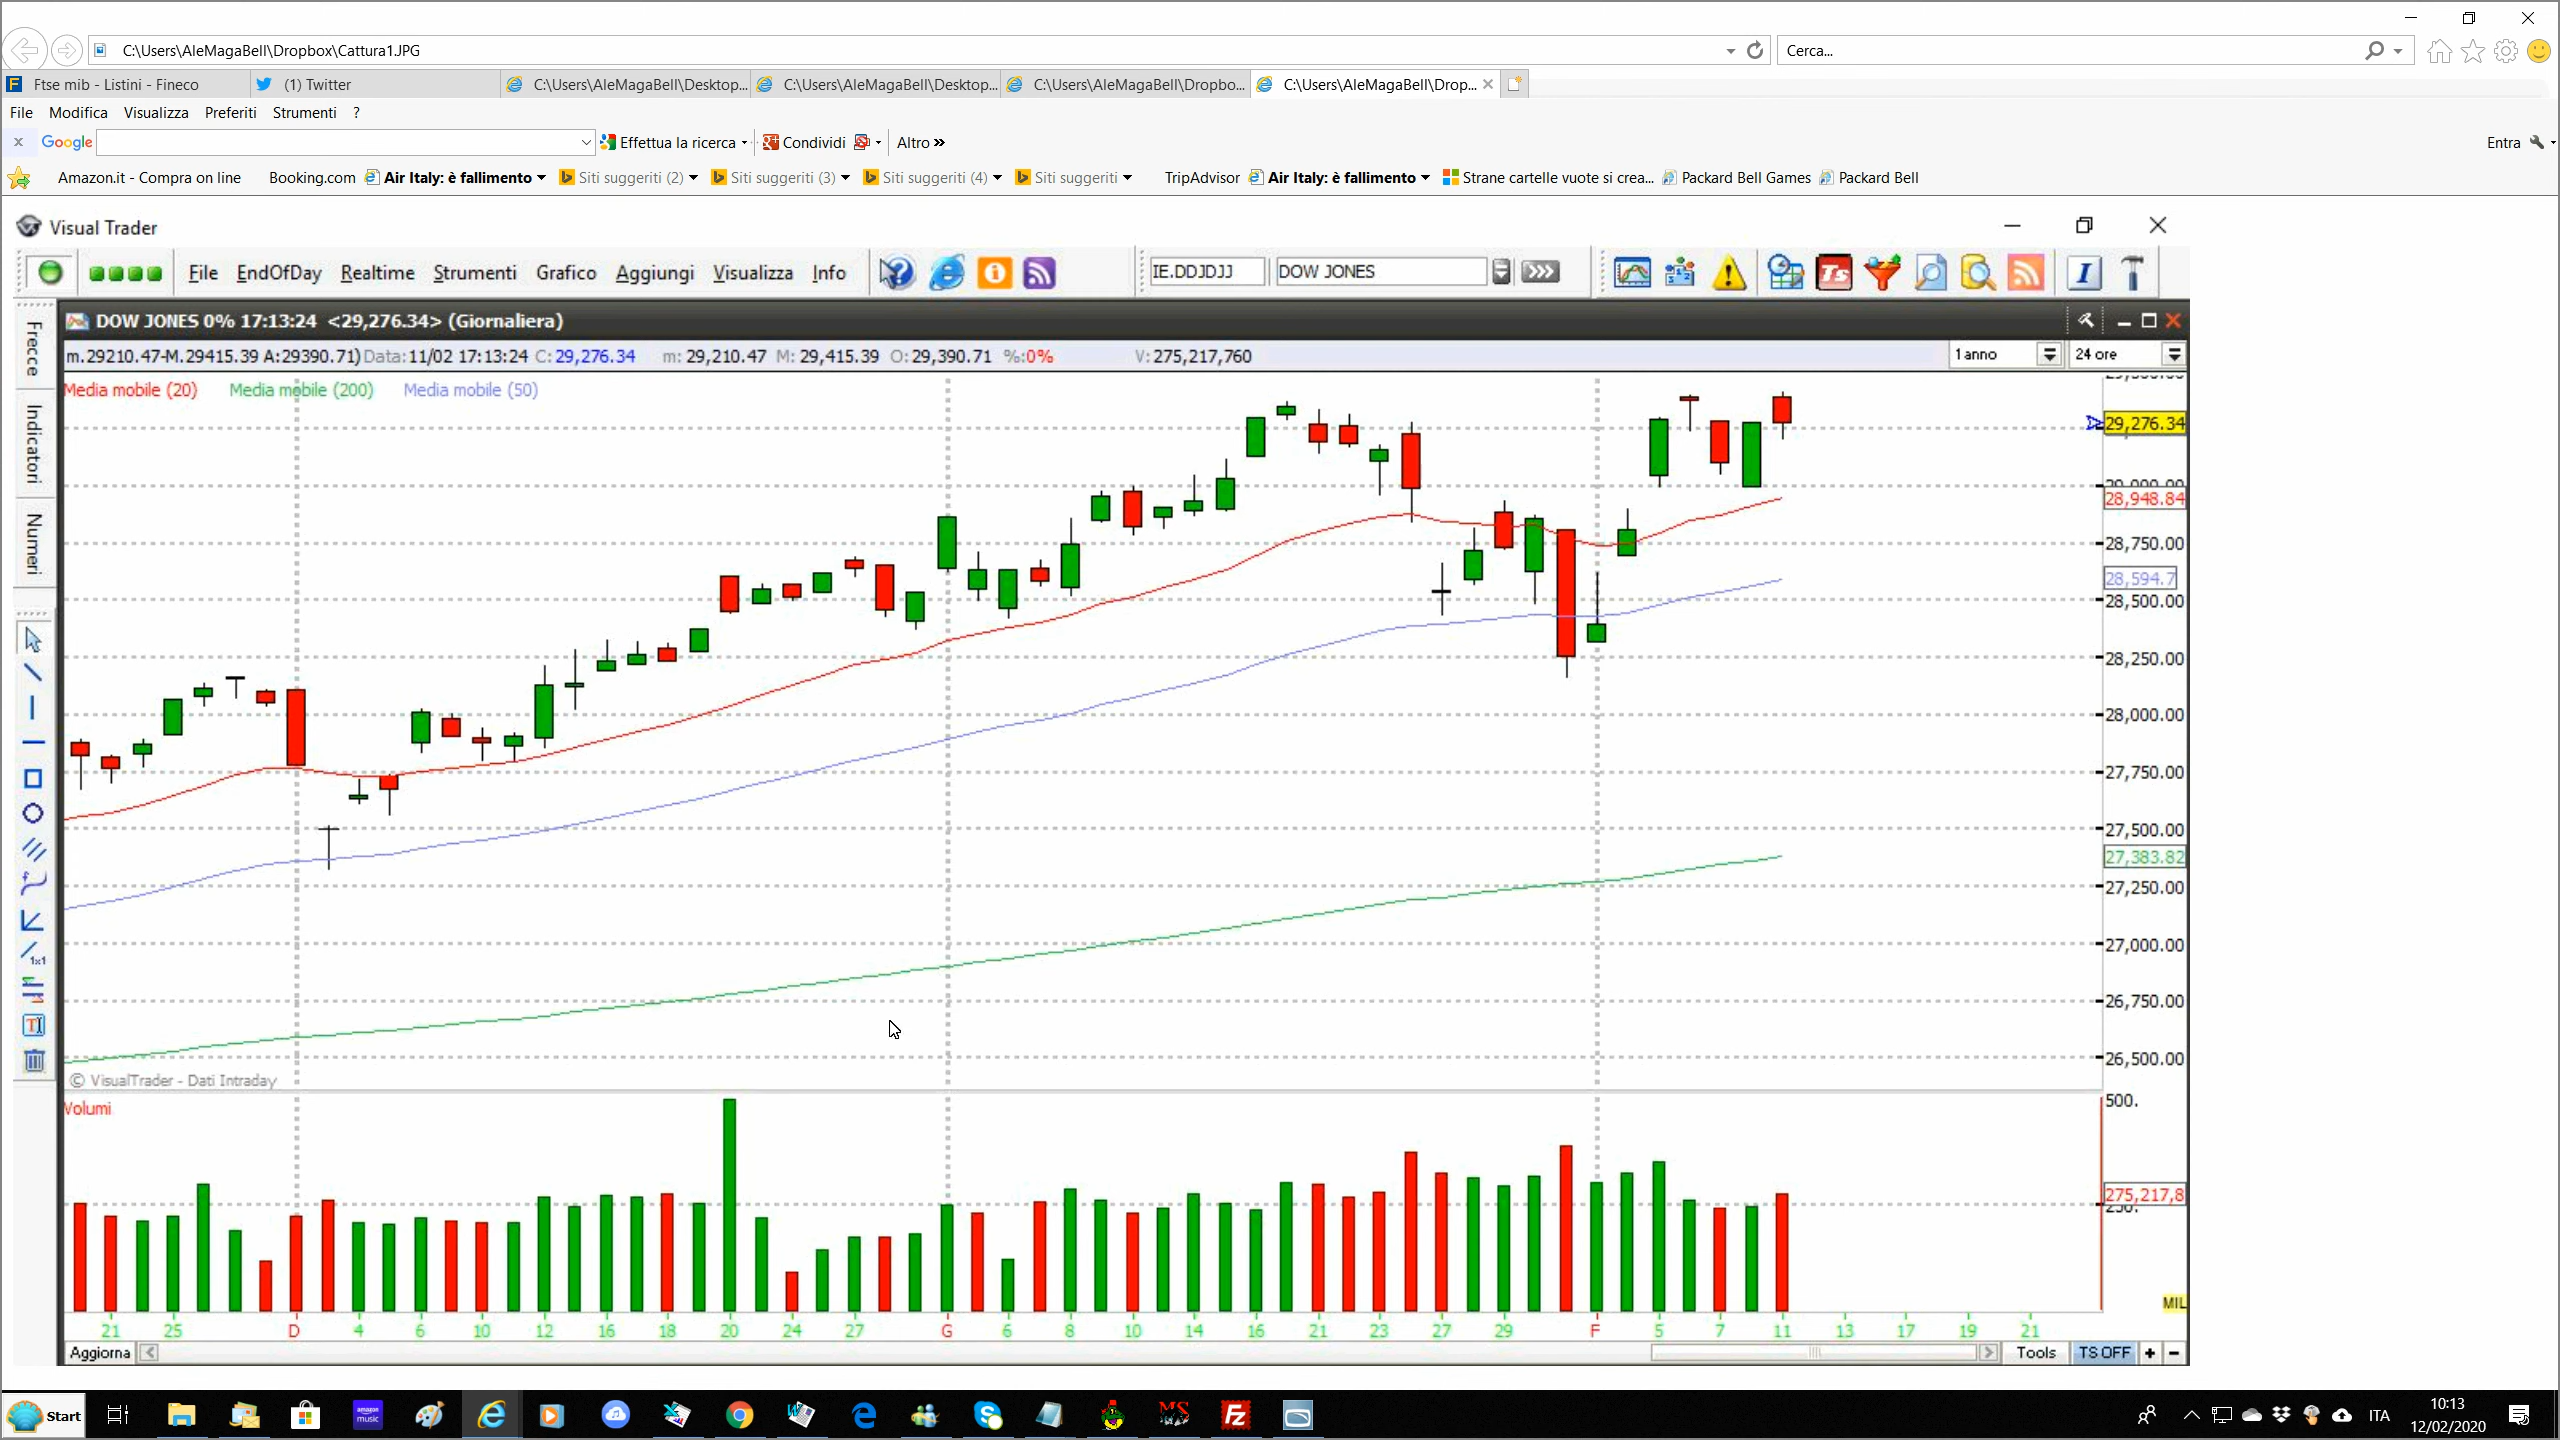 C:\Users\AleMagaBell\Dropbox\Cattura1.JPG
Cerca...
Ftse mib - Listini - Fineco
(1) Twitter
C:\Users\AleMagaBell\Desktop...
C:\Users\AleMagaBell\Desktop...
C:\Users\AleMagaBell\Dropbo...
C:\Users\AleMagaBell\Drop...
File Modifica Visualizza Preferiti Strumenti ?
x Google Effettua la ricerca Condividi Altro » Entra
Amazon.it - Compra on line Booking.com Air Italy: è fallimento Siti suggeriti (2) Siti suggeriti (3) Siti suggeriti (4) Siti suggeriti TripAdvisor Air Italy: è fallimento Strane cartelle vuote si crea... Packard Bell Games Packard Bell
Visual Trader
File EndOfDay Realtime Strumenti Grafico Aggiungi Visualizza Info IE.DDJDJJ DOW JONES Ts I
DOW JONES 0% 17:13:24 <29,276.34> (Giornaliera)
m.29210.47-M.29415.39 A:29390.71) Data:11/02 17:13:24 C: 29,276.34 m: 29,210.47 M: 29,415.39 O: 29,390.71 %:0% V: 275,217,760 1 anno 24 ore
Media mobile (20) Media mobile (200) Media mobile (50)
Frecce
Indicatori
Numeri
1x1
29,276.34
28,948.84
28,750.00
28,594.7
28,500.00
28,250.00
28,000.00
27,750.00
27,500.00
27,383.82
27,250.00
27,000.00
26,750.00
26,500.00
© VisualTrader - Dati Intraday
Volumi
500.
275,217,8
MIL
21 25 D 4 6 10 12 16 18 20 24 27 G 6 8 10 14 16 21 23 27 29 F 5 7 11 13 17 19 21
Aggiorna Tools TS OFF + -
Start amazon music MS Fz ITA
10:13
12/02/2020